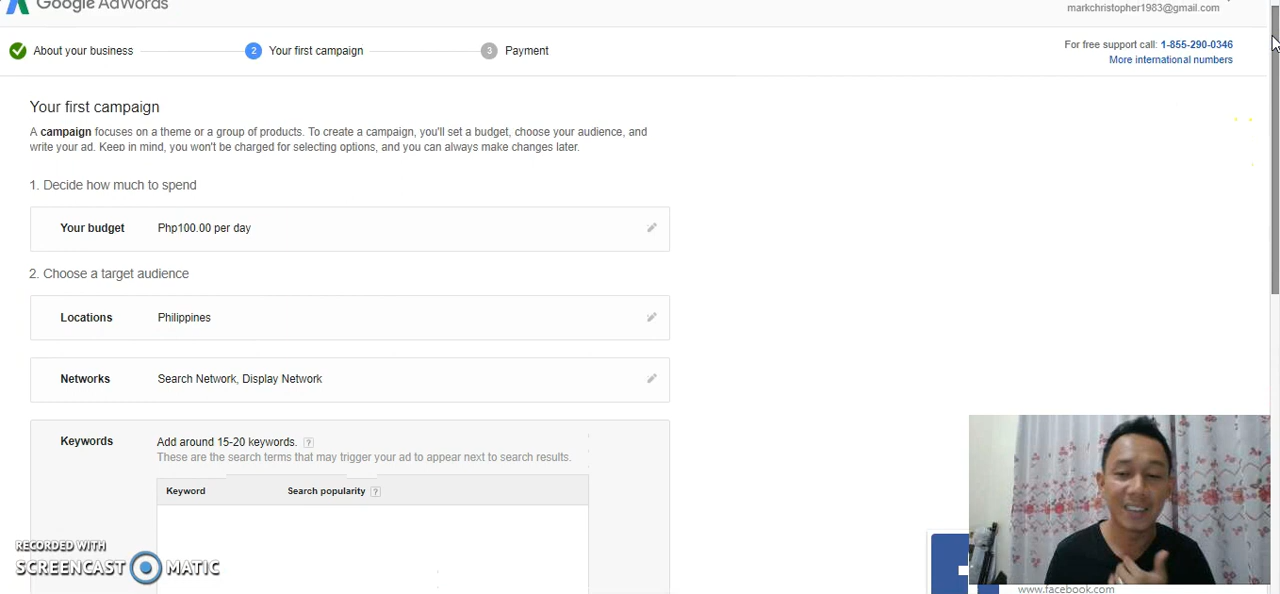 Google AdWords
markchristopher1983@gmail.com
About your business
2 Your first campaign
3 Payment
For free support call: 1-855-290-0346
More international numbers
Your first campaign
A campaign focuses on a theme or a group of products. To create a campaign, you'll set a budget, choose your audience, and
write your ad. Keep in mind, you won't be charged for selecting options, and you can always make changes later.
1. Decide how much to spend
Your budget Php100.00 per day
2. Choose a target audience
Locations Philippines
Networks Search Network, Display Network
Keywords Add around 15-20 keywords. ?
These are the search terms that may trigger your ad to appear next to search results.
Keyword Search popularity ?
RECORDED WITH
SCREENCAST MATIC
www.facebook.com